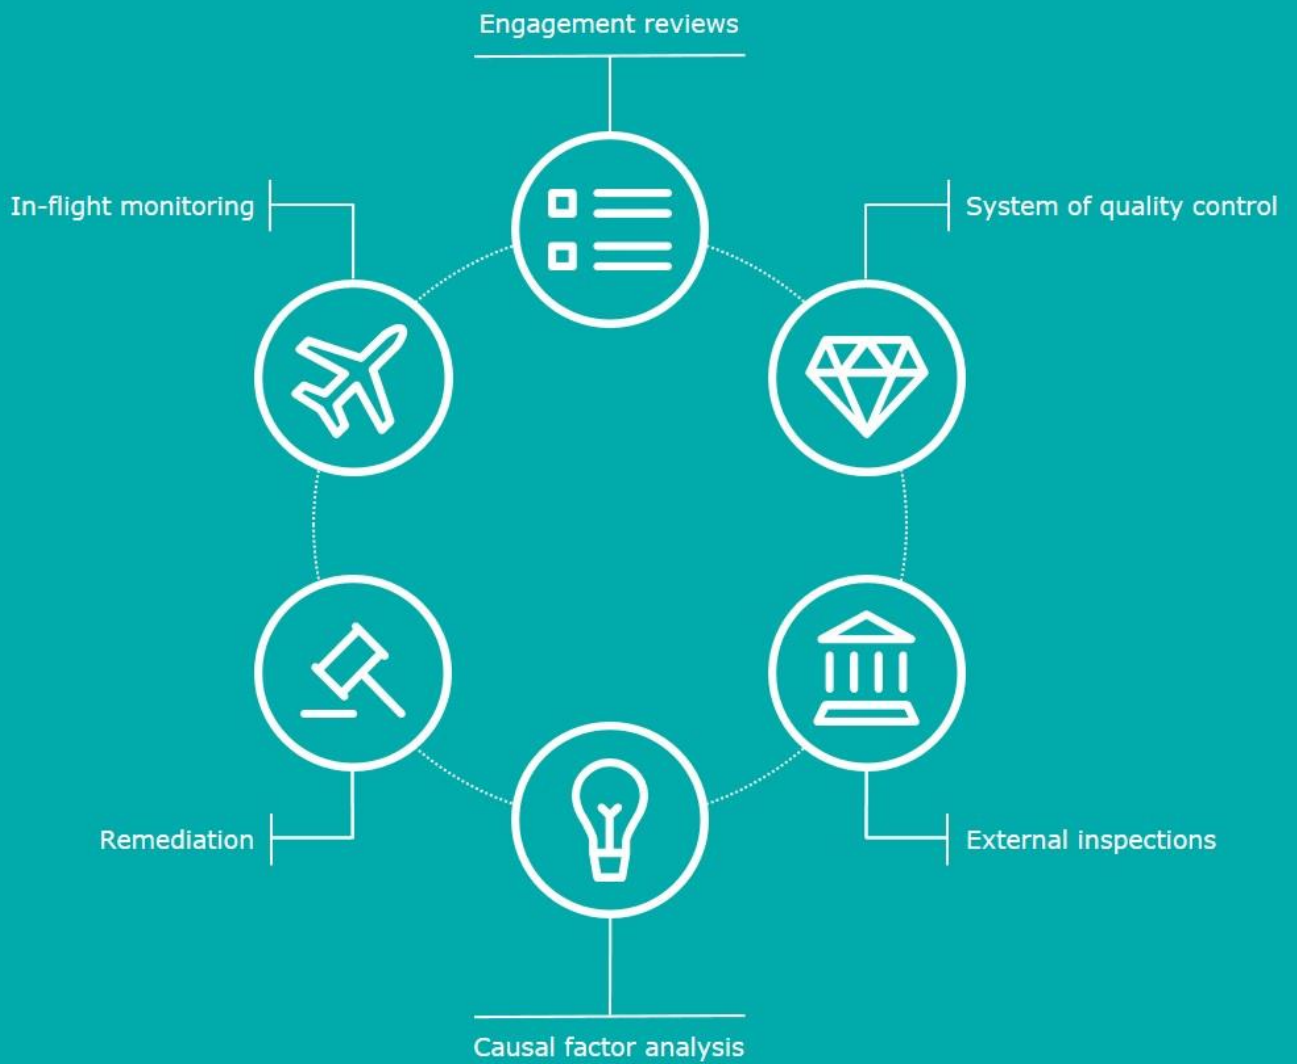 Engagement reviews
In-flight monitoring
System of quality control
Remediation
External inspections
Causal factor analysis